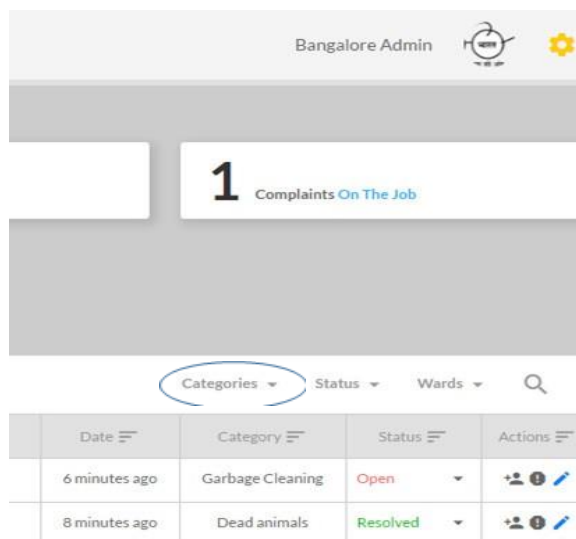 Bangalore Admin
1 Complaints On The Job
Categories Status Wards
Date Category Status Actions
6 minutes ago Garbage Cleaning Open
8 minutes ago Dead animals Resolved